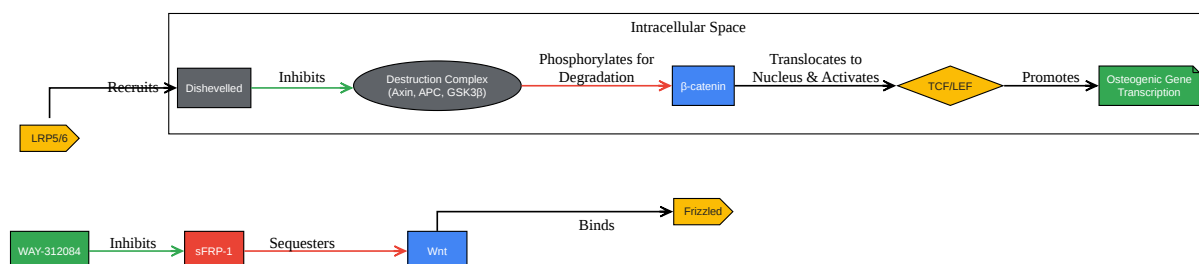 Intracellular Space
Recruits
Dishevelled
Inhibits
Destruction Complex
(Axin, APC, GSK3β)
Phosphorylates for
Degradation
β-catenin
Translocates to
Nucleus & Activates
TCF/LEF
Promotes
Osteogenic Gene
Transcription
LRP5/6
WAY-312084
Inhibits
sFRP-1
Sequesters
Wnt
Binds
Frizzled